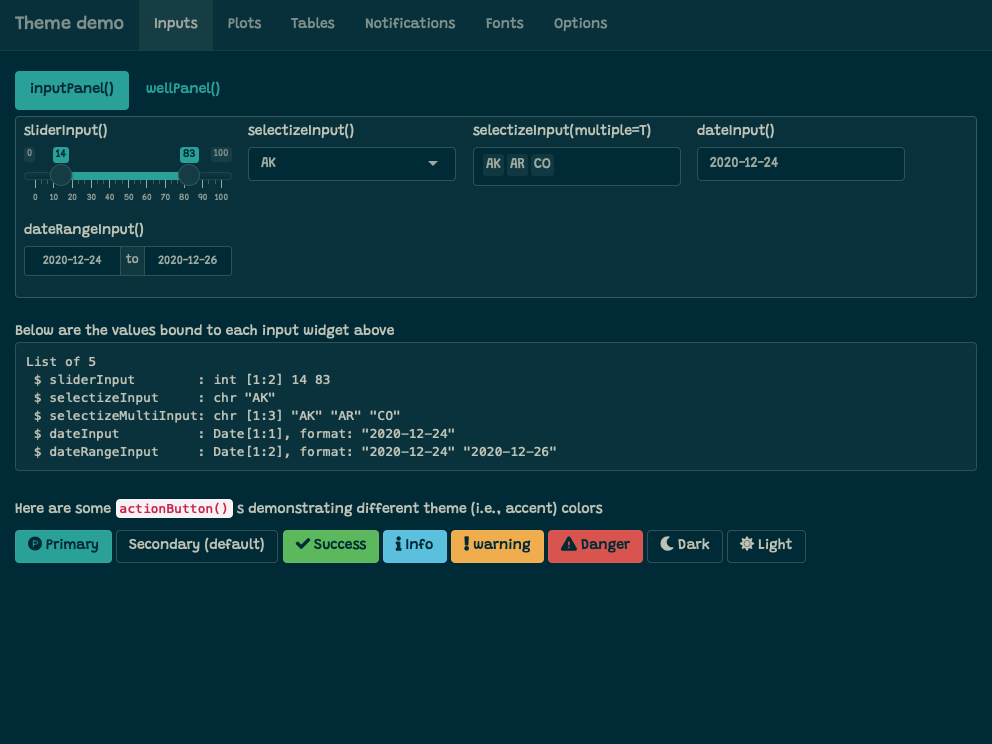 Theme demo Inputs Plots Tables Notifications Fonts Options
inputPanel() wellPanel()
sliderInput() selectizeInput() selectizeInput(multiple=T) dateInput()
0 14 83 100
AK AK AR CO 2020-12-24
0 10 20 30 40 50 60 70 80 90 100
dateRangeInput()
2020-12-24 to 2020-12-26
Below are the values bound to each input widget above
List of 5
$ sliderInput : int [1:2] 14 83
$ selectizeInput : chr "AK"
$ selectizeMultiInput: chr [1:3] "AK" "AR" "CO"
$ dateInput : Date[1:1], format: "2020-12-24"
$ dateRangeInput : Date[1:2], format: "2020-12-24" "2020-12-26"
Here are some actionButton() s demonstrating different theme (i.e., accent) colors
Primary Secondary (default) Success Info warning Danger Dark Light